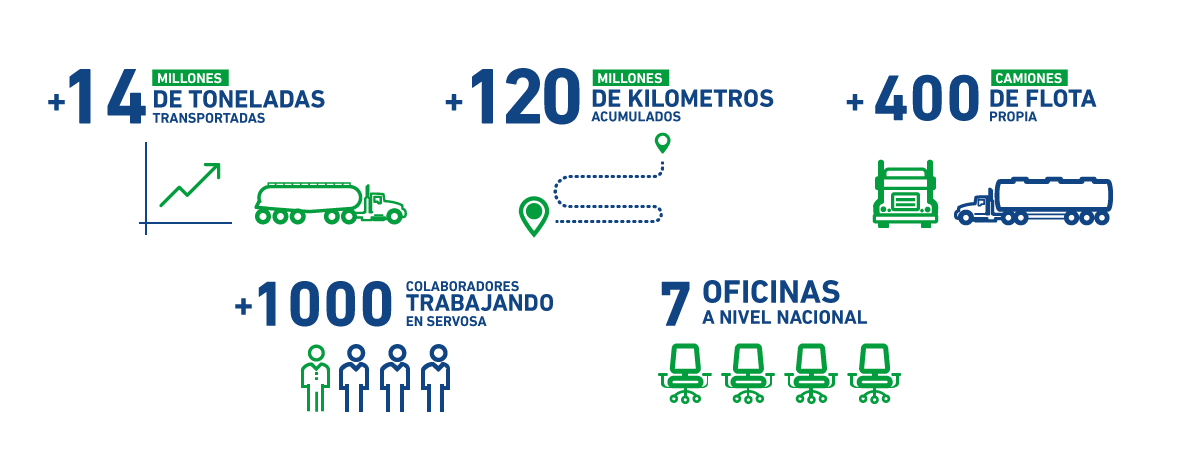 +14 MILLONES
DE TONELADAS
TRANSPORTADAS
+120 MILLONES
DE KILOMETROS
ACUMULADOS
+400 CAMIONES
DE FLOTA
PROPIA
+1000 COLABORADORES
TRABAJANDO
EN SERVOSA
7 OFICINAS
A NIVEL NACIONAL